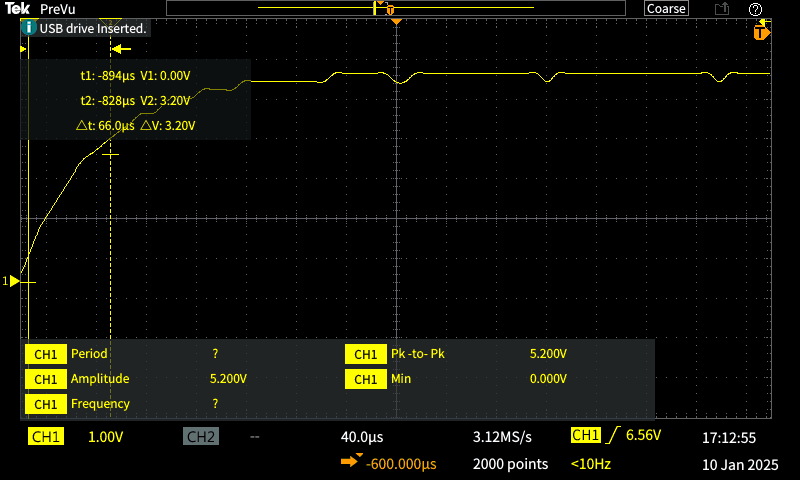 Tek PreVu
Coarse
T
T
i USB drive Inserted.
t1: -894µs V1: 0.00V
t2: -828µs V2: 3.20V
△t: 66.0µs △V: 3.20V
1
CH1 Period ?
CH1 Pk -to- Pk 5.200V
CH1 Amplitude 5.200V
CH1 Min 0.000V
CH1 Frequency ?
CH1 1.00V CH2 -- 40.0µs 3.12MS/s CH1 6.56V 17:12:55
-600.000µs 2000 points <10Hz 10 Jan 2025